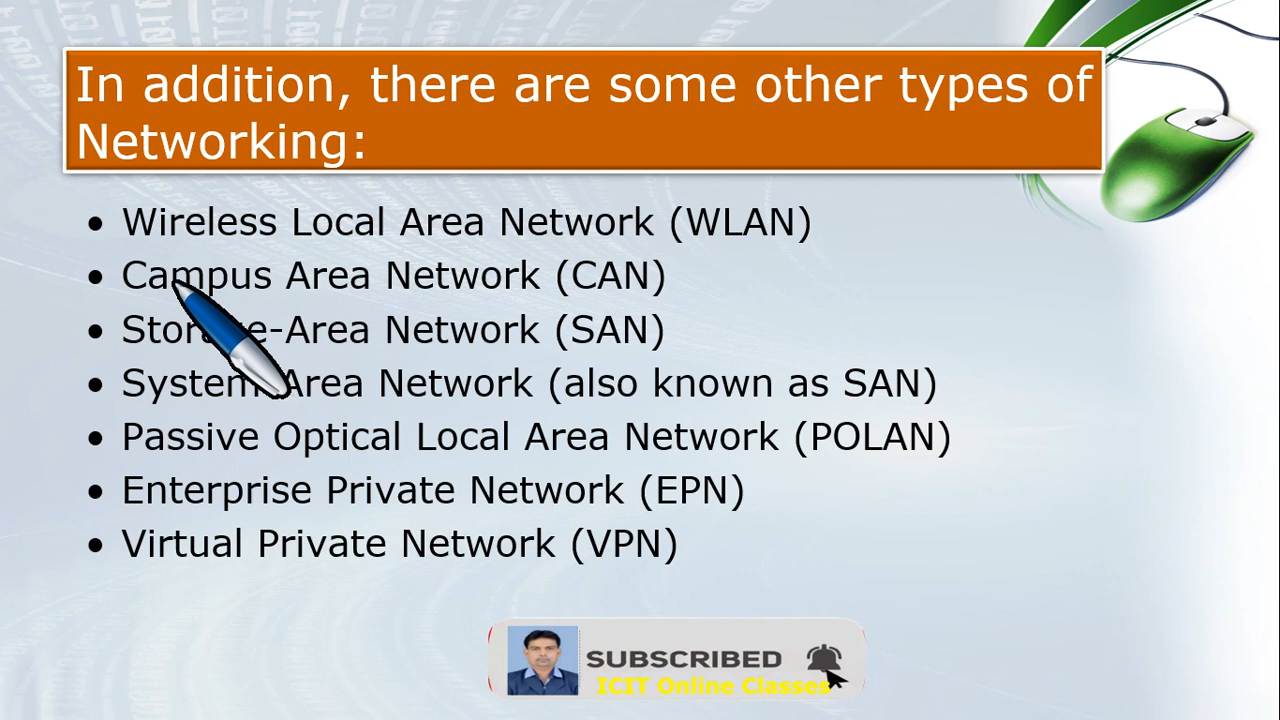 In addition, there are some other types of
Networking:
• Wireless Local Area Network (WLAN)
• Campus Area Network (CAN)
• Storage-Area Network (SAN)
• System-Area Network (also known as SAN)
• Passive Optical Local Area Network (POLAN)
• Enterprise Private Network (EPN)
• Virtual Private Network (VPN)
SUBSCRIBED
ICIT Online Classes